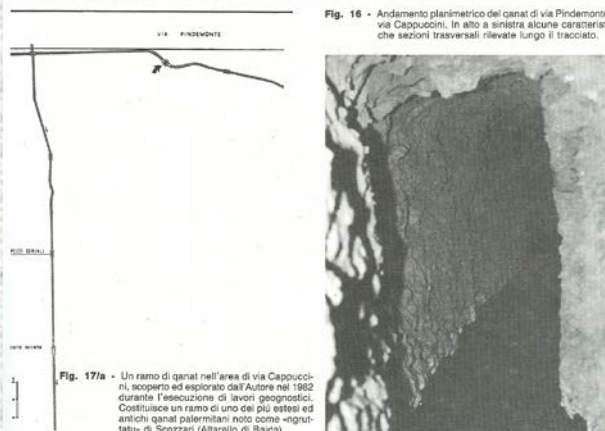 VIA PINDEMONTE
Fig. 16 - Andamento planimetrico del qanat di via Pindemonte
via Cappuccini. In alto a sinistra alcune caratterist
che sezioni trasversali rilevate lungo il tracciato.
Fig. 17/a - Un ramo di qanat nell'area di via Cappucci-
ni, scoperto ed esplorato dall'Autore nel 1982
durante l'esecuzione di lavori geognostici.
Costituisce un ramo di uno dei più estesi ed
antichi qanat palermitani noto come «ngrut-
tatu» di Scozzari (Altarello di Baida).